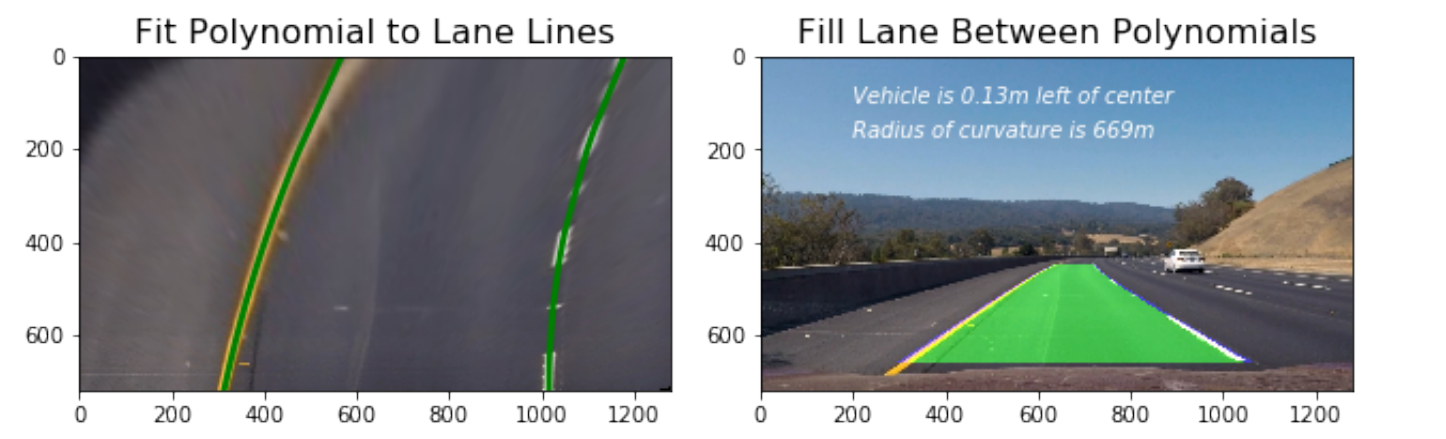 Fit Polynomial to Lane Lines
0
200
400
600
0 200 400 600 800 1000 1200
Fill Lane Between Polynomials
0
200
400
600
Vehicle is 0.13m left of center
Radius of curvature is 669m
0 200 400 600 800 1000 1200